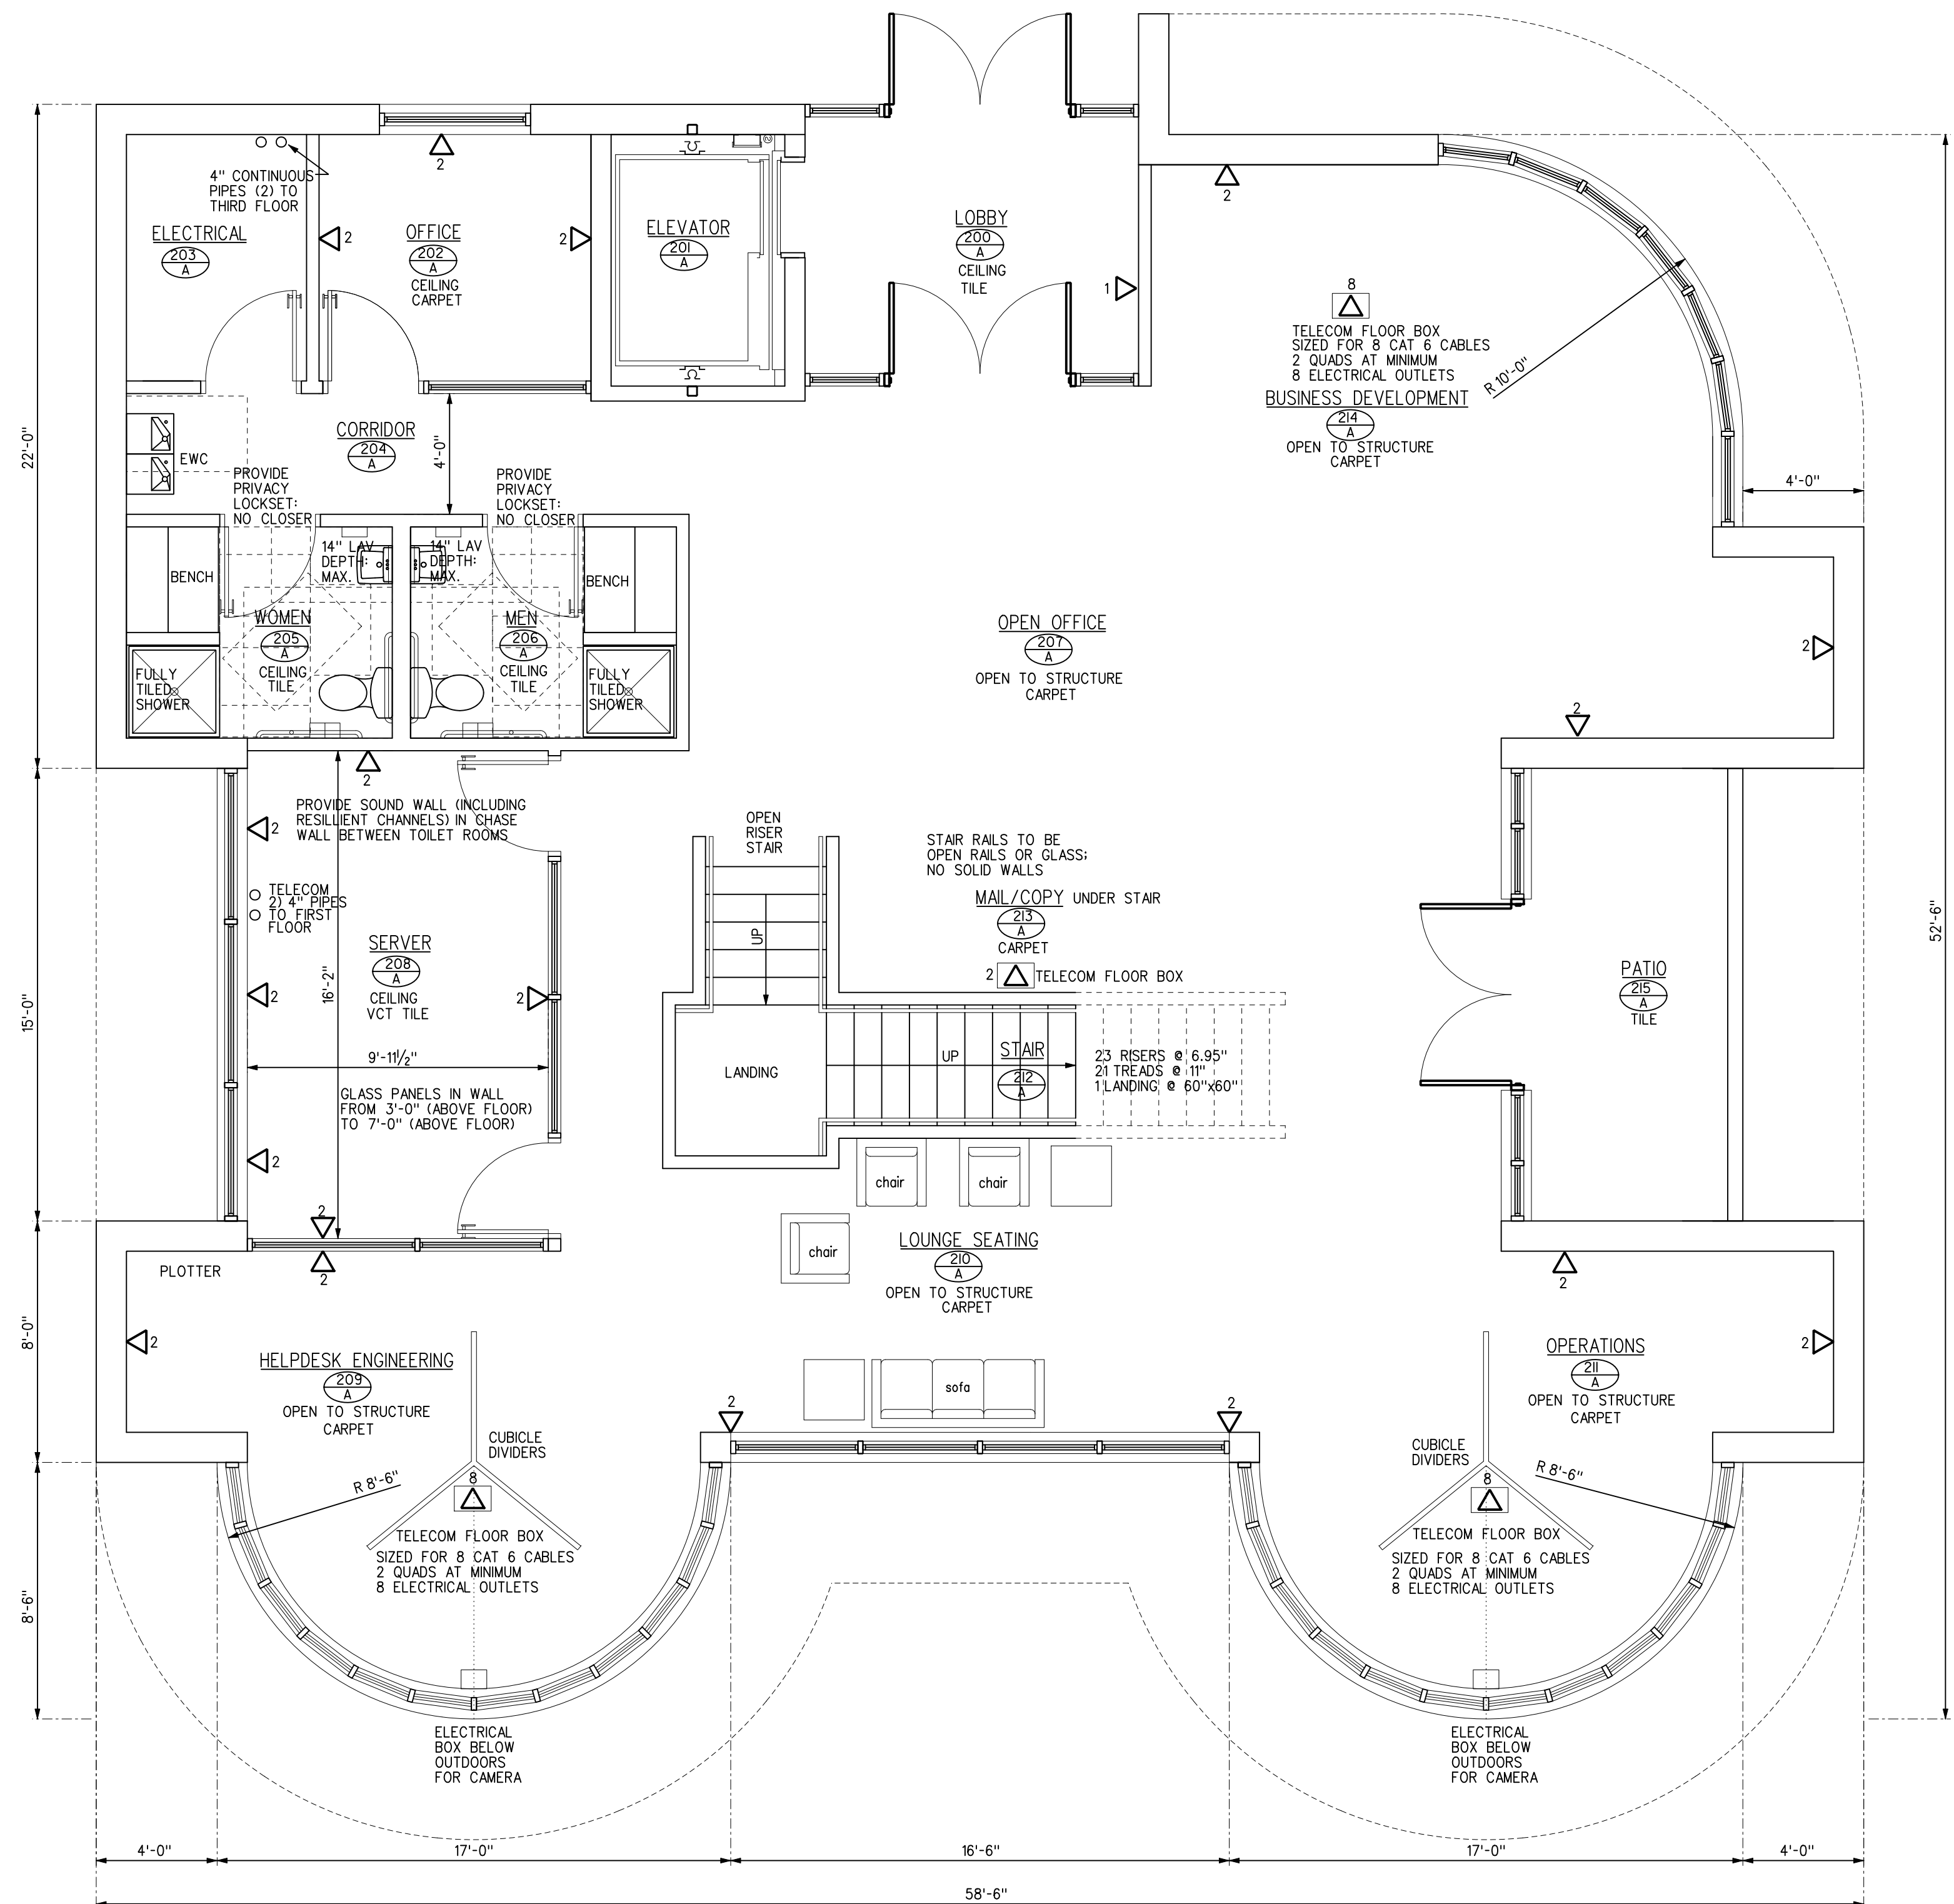 4" CONTINUOUS
PIPES (2) TO
THIRD FLOOR
ELECTRICAL
203
A
2
2
OFFICE
202
A
CEILING
CARPET
2
ELEVATOR
201
A
LOBBY
200
A
CEILING
TILE
1
2
8
TELECOM FLOOR BOX
SIZED FOR 8 CAT 6 CABLES
2 QUADS AT MINIMUM
8 ELECTRICAL OUTLETS
BUSINESS DEVELOPMENT
214
A
OPEN TO STRUCTURE
CARPET
R 10'-0"
4'-0"
22'-0"
CORRIDOR
204
A
4'-0"
EWC
PROVIDE
PRIVACY
LOCKSET:
NO CLOSER
PROVIDE
PRIVACY
LOCKSET:
NO CLOSER
14" LAV
DEPTH:
MAX.
14" LAV
DEPTH:
MAX.
BENCH
BENCH
WOMEN
205
A
CEILING
TILE
MEN
206
A
CEILING
TILE
FULLY
TILED
SHOWER
FULLY
TILED
SHOWER
OPEN OFFICE
207
A
OPEN TO STRUCTURE
CARPET
2
2
2
PROVIDE SOUND WALL (INCLUDING
RESILLIENT CHANNELS) IN CHASE
WALL BETWEEN TOILET ROOMS
2
TELECOM
2) 4" PIPES
TO FIRST
FLOOR
SERVER
208
A
CEILING
VCT TILE
2
2
16'-2"
15'-0"
9'-11½"
GLASS PANELS IN WALL
FROM 3'-0" (ABOVE FLOOR)
TO 7'-0" (ABOVE FLOOR)
2
OPEN
RISER
STAIR
UP
STAIR RAILS TO BE
OPEN RAILS OR GLASS;
NO SOLID WALLS
MAIL/COPY UNDER STAIR
213
A
CARPET
2
TELECOM FLOOR BOX
LANDING
UP
STAIR
212
A
23 RISERS @ 6.95"
21 TREADS @ 11"
1 LANDING @ 60"x60"
PATIO
215
A
TILE
52'-6"
chair
chair
chair
LOUNGE SEATING
210
A
OPEN TO STRUCTURE
CARPET
sofa
2
2
PLOTTER
2
2
8'-0"
HELPDESK ENGINEERING
209
A
OPEN TO STRUCTURE
CARPET
CUBICLE
DIVIDERS
R 8'-6"
8
TELECOM FLOOR BOX
SIZED FOR 8 CAT 6 CABLES
2 QUADS AT MINIMUM
8 ELECTRICAL OUTLETS
2
2
2
2
OPERATIONS
211
A
OPEN TO STRUCTURE
CARPET
CUBICLE
DIVIDERS
R 8'-6"
8
TELECOM FLOOR BOX
SIZED FOR 8 CAT 6 CABLES
2 QUADS AT MINIMUM
8 ELECTRICAL OUTLETS
8'-6"
ELECTRICAL
BOX BELOW
OUTDOORS
FOR CAMERA
ELECTRICAL
BOX BELOW
OUTDOORS
FOR CAMERA
4'-0"
17'-0"
16'-6"
17'-0"
4'-0"
58'-6"